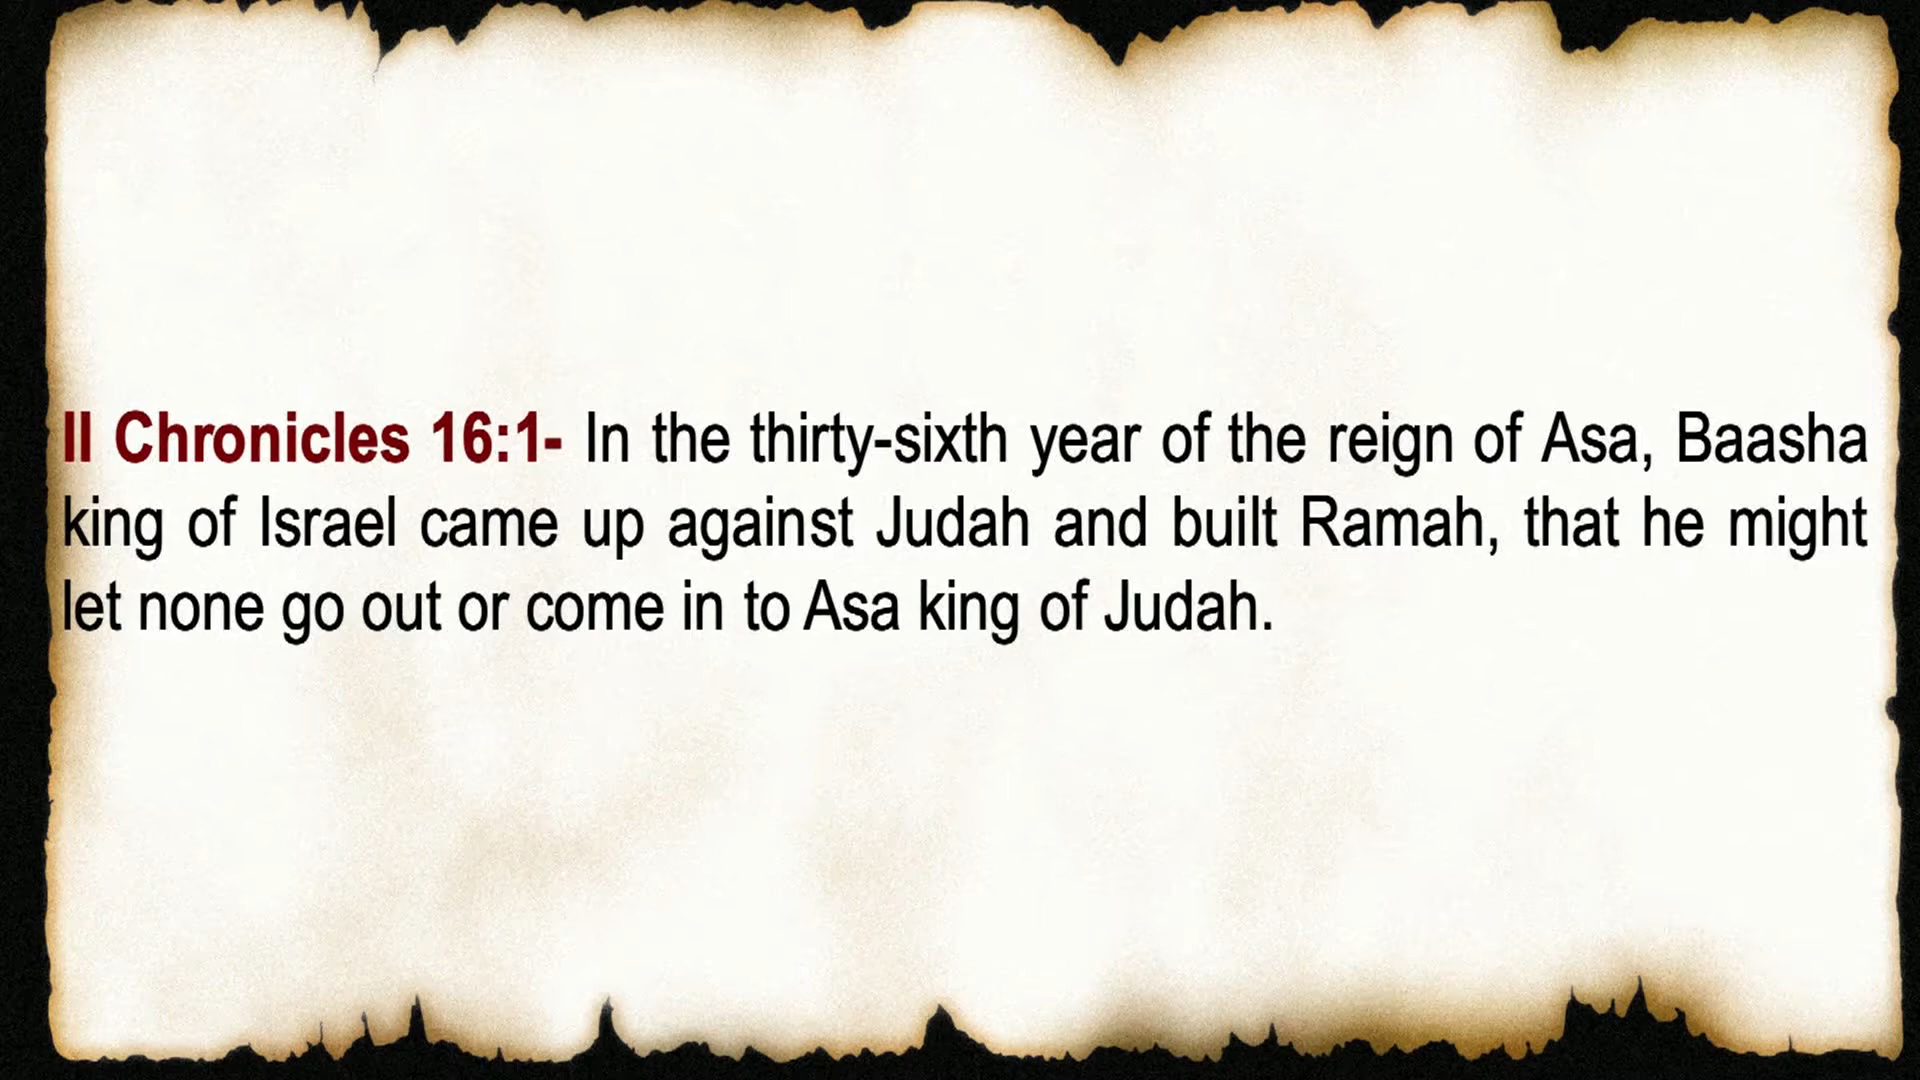 II Chronicles 16:1- In the thirty-sixth year of the reign of Asa, Baasha
king of Israel came up against Judah and built Ramah, that he might
let none go out or come in to Asa king of Judah.